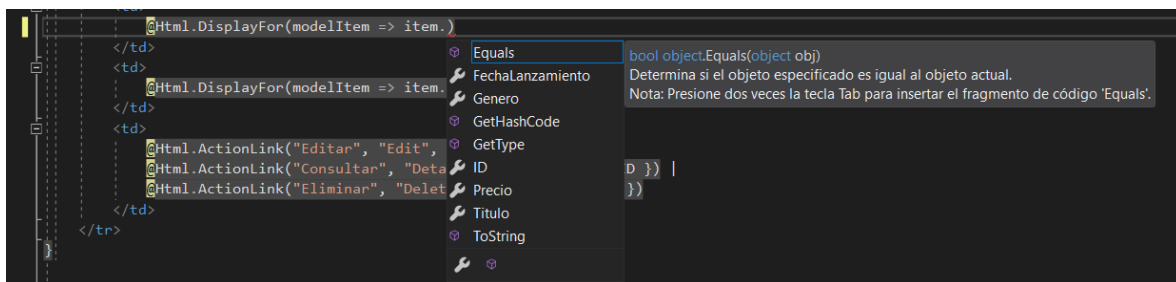 <td>
@Html.DisplayFor(modelItem => item.)
</td>
<td>
@Html.DisplayFor(modelItem => item.
</td>
<td>
@Html.ActionLink("Editar", "Edit",
@Html.ActionLink("Consultar", "Deta
D }) |
@Html.ActionLink("Eliminar", "Delet
})
</td>
</tr>
}
Equals
FechaLanzamiento
Genero
GetHashCode
GetType
ID
Precio
Titulo
ToString
bool object.Equals(object obj)
Determina si el objeto especificado es igual al objeto actual.
Nota: Presione dos veces la tecla Tab para insertar el fragmento de código 'Equals'.